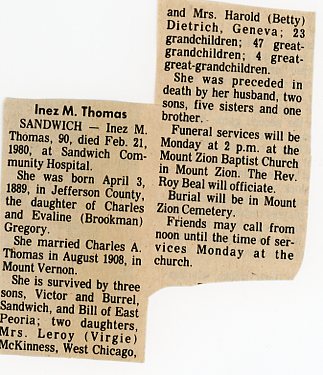 Inez M. Thomas
SANDWICH — Inez M.
Thomas, 90, died Feb. 21,
1980, at Sandwich Com-
munity Hospital.
She was born April 3,
1889, in Jefferson County,
the daughter of Charles
and Evaline (Brookman)
Gregory.
She married Charles A.
Thomas in August 1908, in
Mount Vernon.
She is survived by three
sons, Victor and Burrel,
Sandwich, and Bill of East
Peoria; two daughters,
Mrs. Leroy (Virgie)
McKinness, West Chicago,
and Mrs. Harold (Betty)
Dietrich, Geneva; 23
grandchildren; 47 great-
grandchildren; 4 great-
great-grandchildren.
She was preceded in
death by her husband, two
sons, five sisters and one
brother.
Funeral services will be
Monday at 2 p.m. at the
Mount Zion Baptist Church
in Mount Zion. The Rev.
Roy Beal will officiate.
Burial will be in Mount
Zion Cemetery.
Friends may call from
noon until the time of ser-
vices Monday at the
church.